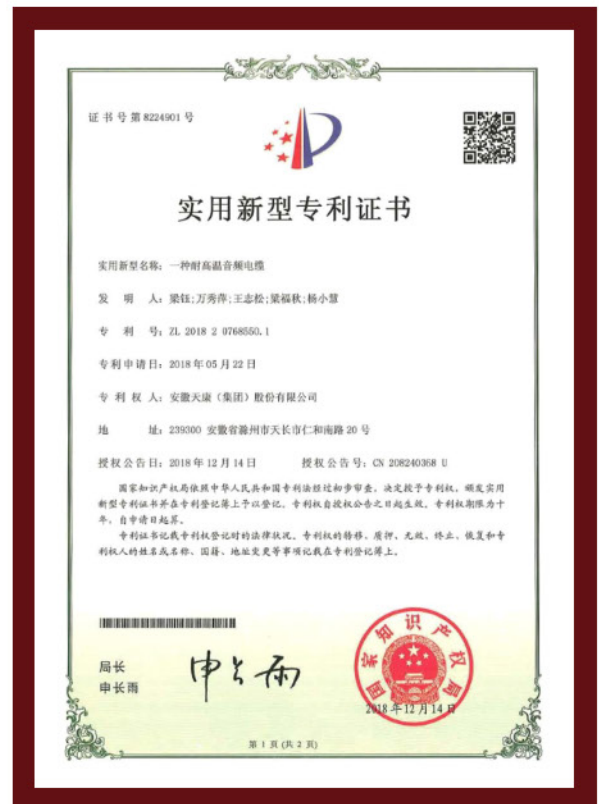 证书号第8224901号
实用新型专利证书
实用新型名称：一种耐高温音频电缆
发 明 人：梁钰;万秀萍;王志松;梁福秋;杨小慧
专 利 号：ZL 2018 2 0768550.1
专利申请日：2018年05月22日
专 利 权 人：安徽天康（集团）股份有限公司
地 址：239300 安徽省滁州市天长市仁和南路20号
授权公告日：2018年12月14日 授权公告号：CN 208240368 U
国家知识产权局依照中华人民共和国专利法经过初步审查，决定授予专利权，颁发实用
新型专利证书并在专利登记簿上予以登记。专利权自授权公告之日起生效。专利权期限为十
年，自申请日起算。
专利证书记载专利权登记时的法律状况。专利权的转移、质押、无效、终止、恢复和专
利权人的姓名或名称、国籍、地址变更等事项记载在专利登记簿上。
局长
申长雨
申长雨
国家知识产权局
2018年12月14日
第 1 页 (共 2 页)